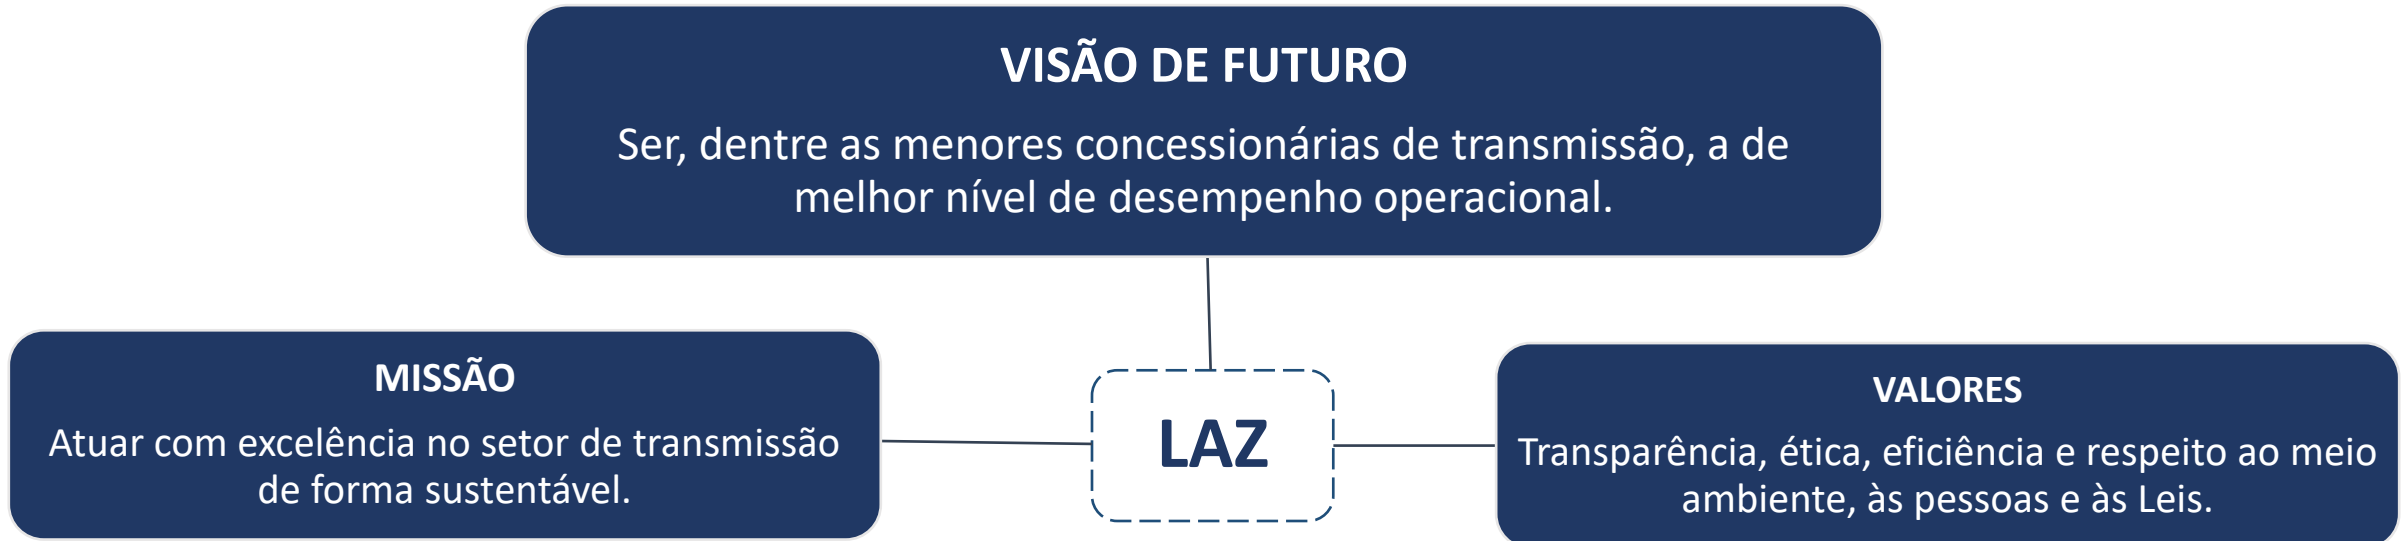 VISÃO DE FUTURO
Ser, dentre as menores concessionárias de transmissão, a de
melhor nível de desempenho operacional.
MISSÃO
Atuar com excelência no setor de transmissão
de forma sustentável.
LAZ
VALORES
Transparência, ética, eficiência e respeito ao meio
ambiente, às pessoas e às Leis.